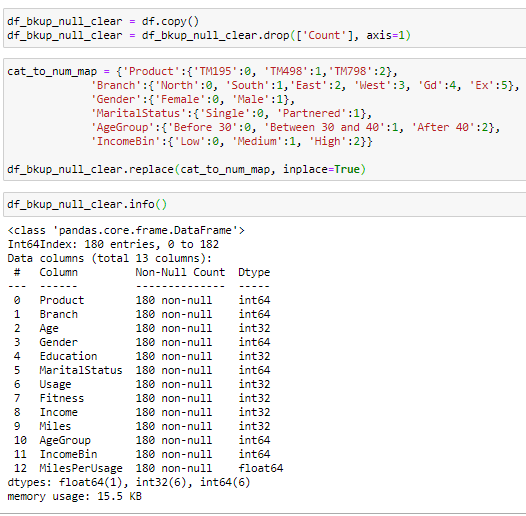 df_bkup_null_clear = df.copy()
df_bkup_null_clear = df_bkup_null_clear.drop(['Count'], axis=1)
cat_to_num_map = {'Product':{'TM195':0, 'TM498':1,'TM798':2},
'Branch':{'North':0, 'South':1,'East':2, 'West':3, 'Gd':4, 'Ex':5},
'Gender':{'Female':0, 'Male':1},
'MaritalStatus':{'Single':0, 'Partnered':1},
'AgeGroup':{'Before 30':0, 'Between 30 and 40':1, 'After 40':2},
'IncomeBin':{'Low':0, 'Medium':1, 'High':2}}
df_bkup_null_clear.replace(cat_to_num_map, inplace=True)
df_bkup_null_clear.info()
<class 'pandas.core.frame.DataFrame'>
Int64Index: 180 entries, 0 to 182
Data columns (total 13 columns):
# Column Non-Null Count Dtype
--- ------ -------------- -----
0 Product 180 non-null int64
1 Branch 180 non-null int64
2 Age 180 non-null int32
3 Gender 180 non-null int64
4 Education 180 non-null int32
5 MaritalStatus 180 non-null int64
6 Usage 180 non-null int32
7 Fitness 180 non-null int32
8 Income 180 non-null int32
9 Miles 180 non-null int32
10 AgeGroup 180 non-null int64
11 IncomeBin 180 non-null int64
12 MilesPerUsage 180 non-null float64
dtypes: float64(1), int32(6), int64(6)
memory usage: 15.5 KB